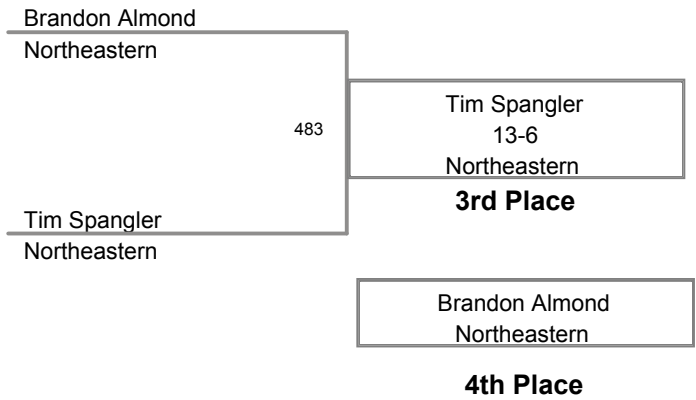 Brandon Almond
Northeastern
483
Tim Spangler
13-6
Northeastern
3rd Place
Tim Spangler
Northeastern
Brandon Almond
Northeastern
4th Place